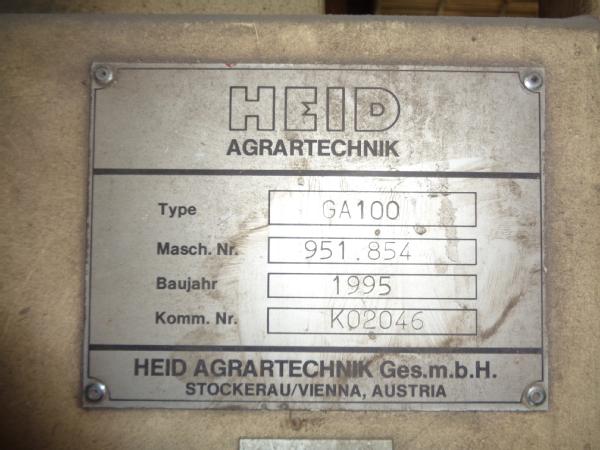 HEID
AGRARTECHNIK
Type GA100
Masch. Nr. 951.854
Baujahr 1995
Komm. Nr. K02046
HEID AGRARTECHNIK Ges.m.b.H.
STOCKERAU/VIENNA, AUSTRIA